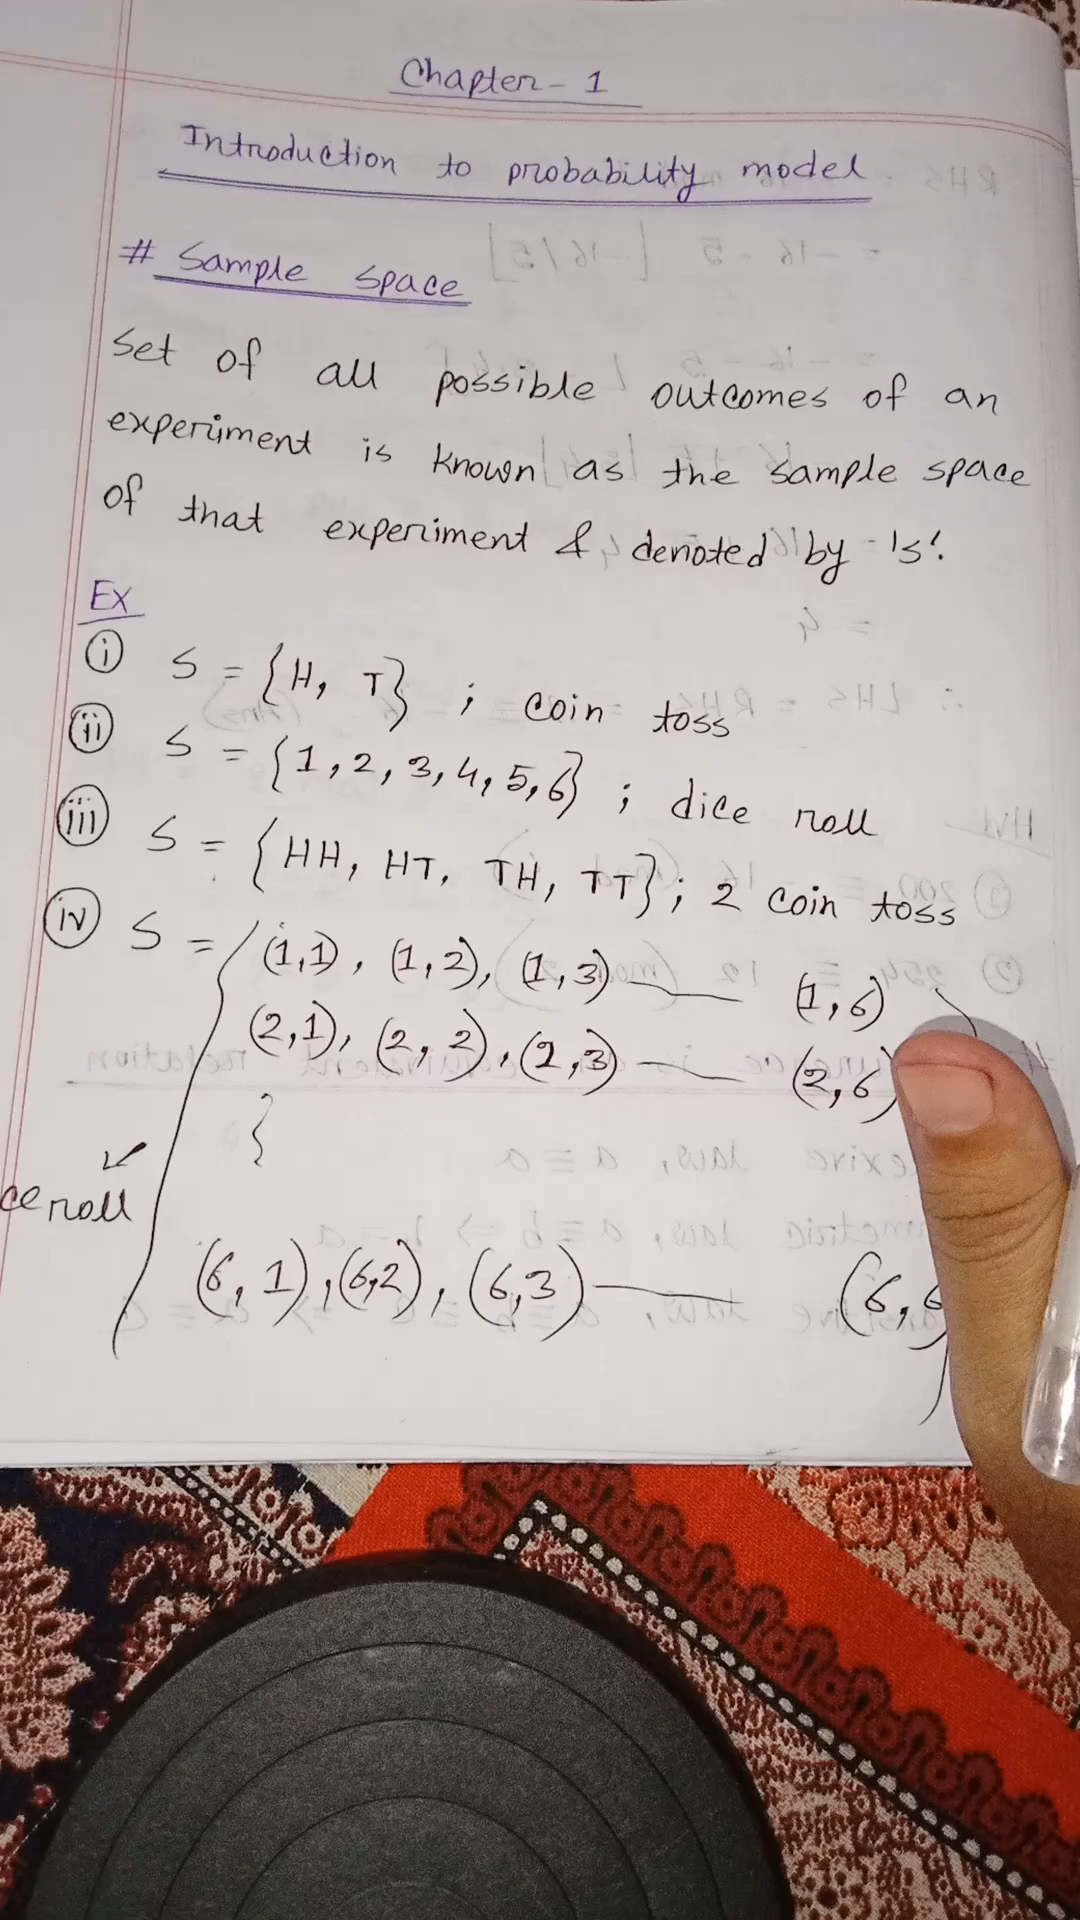 Chapter - 1
Introduction to probability model
# Sample space
Set of all possible outcomes of an
experiment is known as the sample space
of that experiment & denoted by 's'.
Ex
(i) S = {H, T} ; coin toss
(ii) S = {1, 2, 3, 4, 5, 6} ; dice roll
(iii) S = {HH, HT, TH, TT} ; 2 coin toss
(iv) S = { (1,1), (1,2), (1,3) — (1,6)
(2,1), (2,2), (2,3) — (2,6)
roll
(6,1), (6,2), (6,3) — (6,6